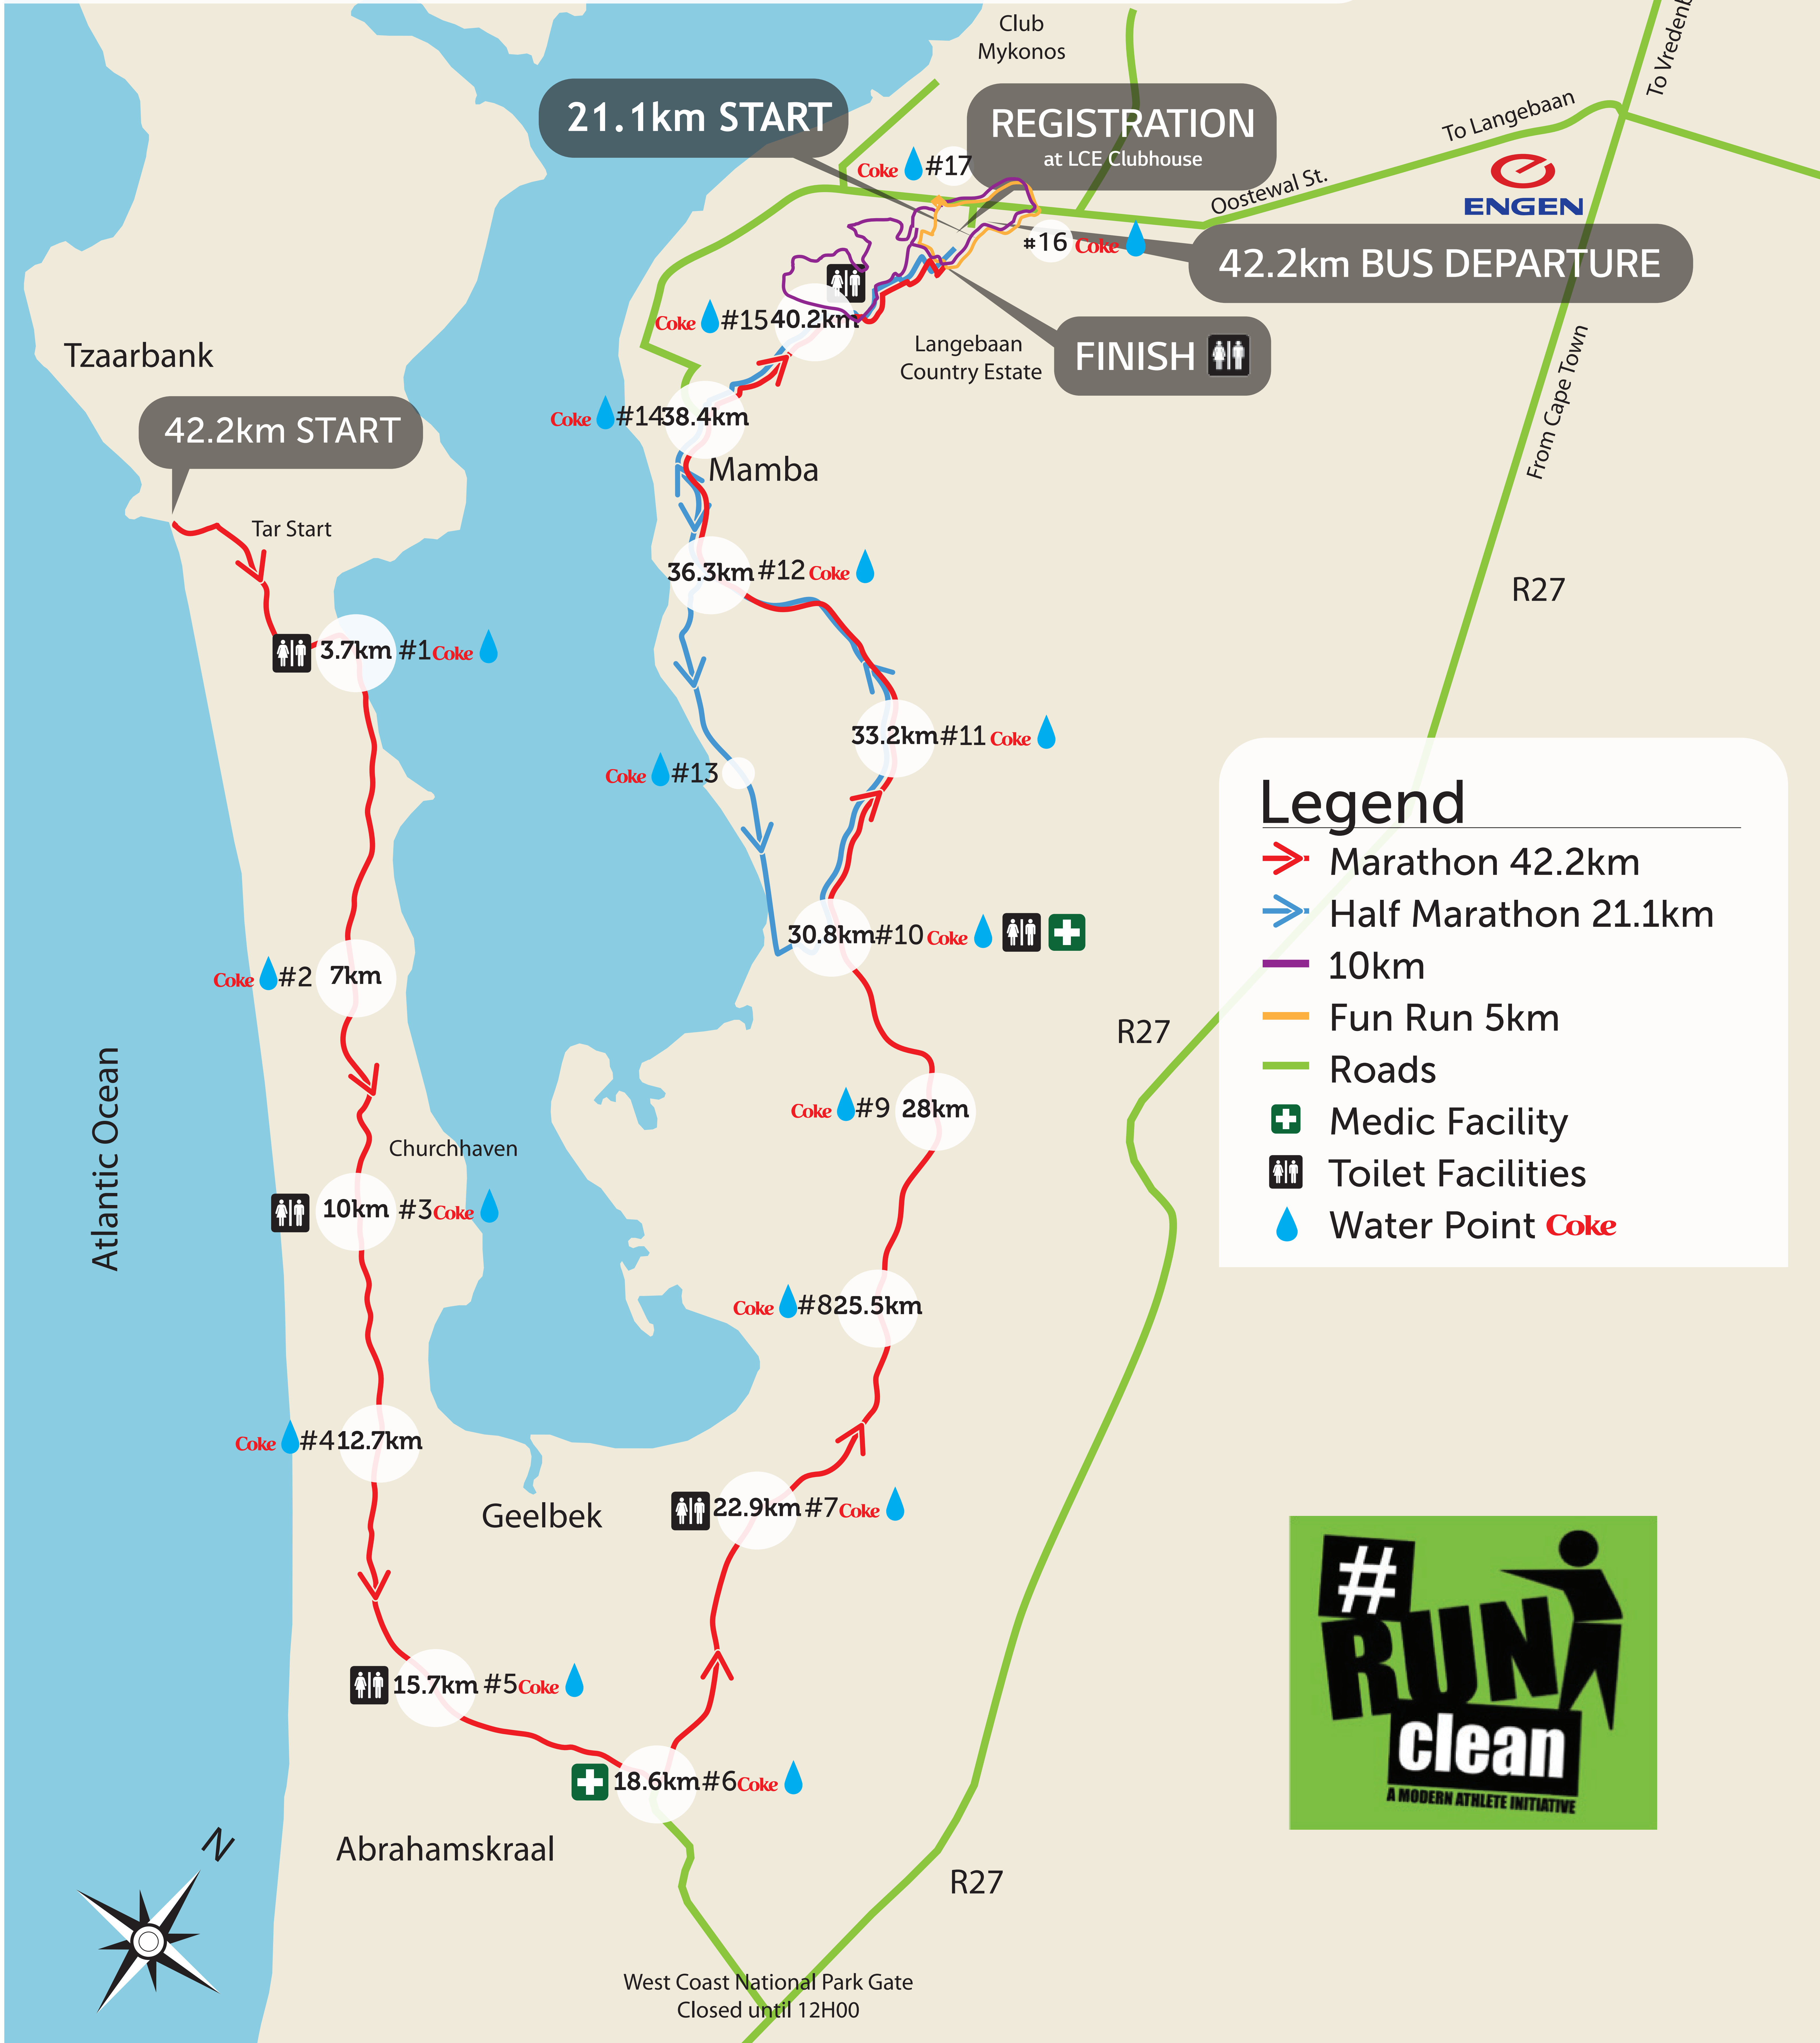 Club
Mykonos
To Langebaan
21.1km START
REGISTRATION
at LCE Clubhouse
Coke #17
Oostewal St.
ENGEN
#16 Coke
42.2km BUS DEPARTURE
Coke #15 40.2km
Langebaan
Country Estate
FINISH
From Cape Town
Tzaarbank
42.2km START
Coke #14 38.4km
Mamba
Tar Start
36.3km #12 Coke
R27
3.7km #1 Coke
33.2km #11 Coke
Coke #13
Legend
Marathon 42.2km
Half Marathon 21.1km
10km
Fun Run 5km
Roads
Medic Facility
Toilet Facilities
Water Point Coke
30.8km #10 Coke
Coke #2 7km
R27
Atlantic Ocean
Coke #9 28km
Churchhaven
10km #3 Coke
Coke #8 25.5km
Coke #4 12.7km
Geelbek
22.9km #7 Coke
15.7km #5 Coke
18.6km #6 Coke
Abrahamskraal
#
RUN
clean
A MODERN ATHLETE INITIATIVE
N
R27
West Coast National Park Gate
Closed until 12H00